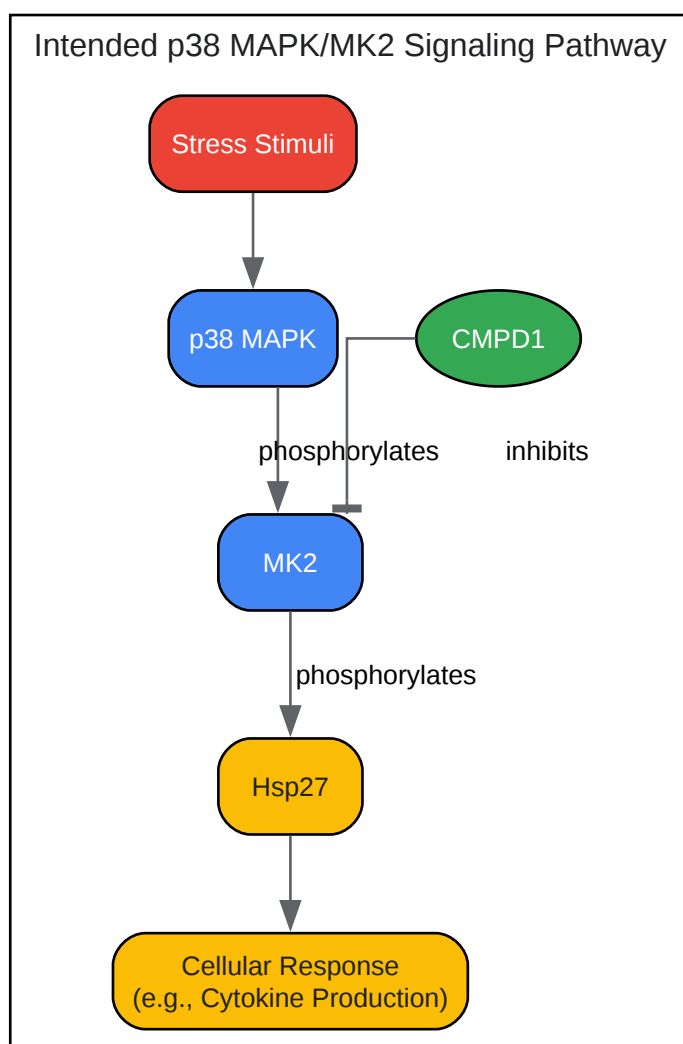 Intended p38 MAPK/MK2 Signaling Pathway
Stress Stimuli
p38 MAPK
CMPD1
phosphorylates
inhibits
MK2
phosphorylates
Hsp27
Cellular Response
(e.g., Cytokine Production)